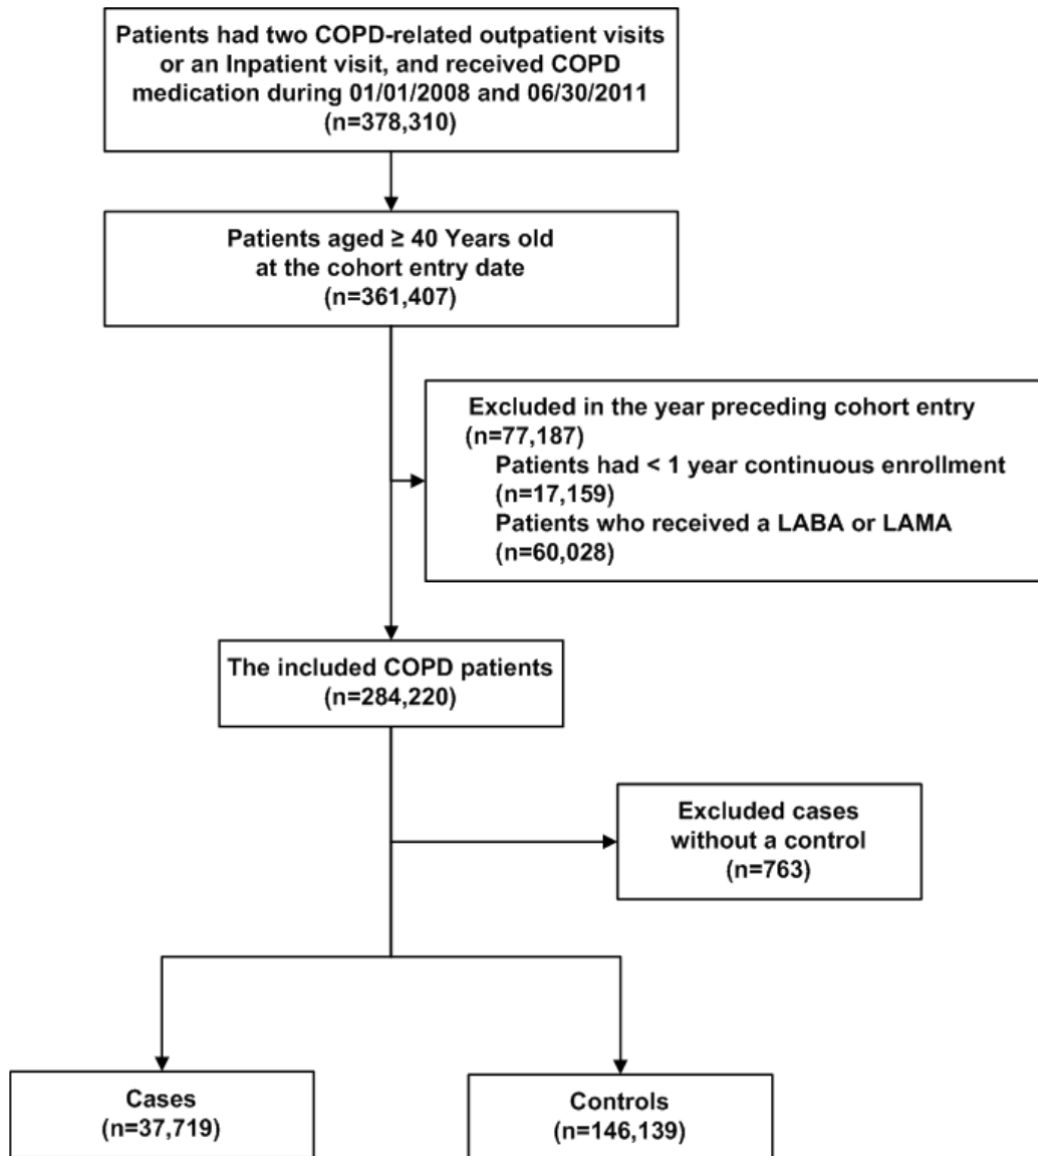 Patients had two COPD-related outpatient visits
or an Inpatient visit, and received COPD
medication during 01/01/2008 and 06/30/2011
(n=378,310)
Patients aged ≥ 40 Years old
at the cohort entry date
(n=361,407)
Excluded in the year preceding cohort entry
(n=77,187)
Patients had < 1 year continuous enrollment
(n=17,159)
Patients who received a LABA or LAMA
(n=60,028)
The included COPD patients
(n=284,220)
Excluded cases
without a control
(n=763)
Cases
(n=37,719)
Controls
(n=146,139)